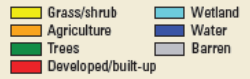 Grass/shrub
Agriculture
Trees
Developed/built-up
Wetland
Water
Barren